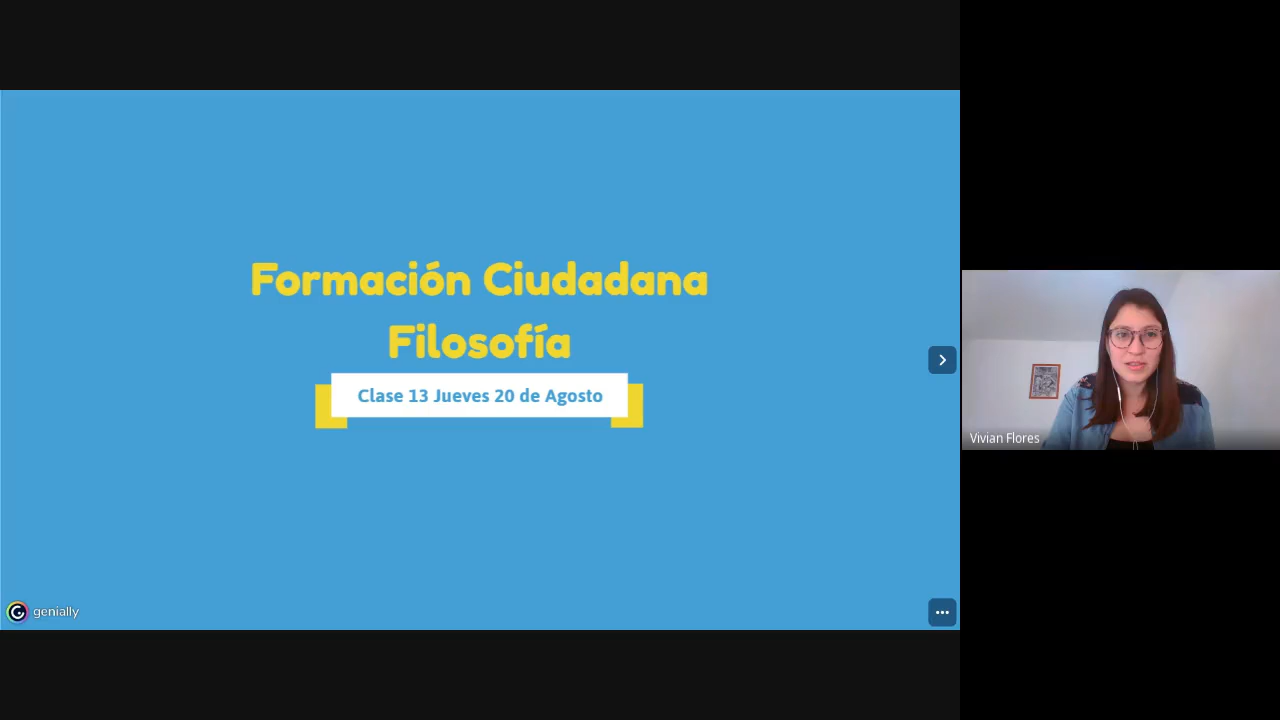 Formación Ciudadana
Filosofía
Clase 13 Jueves 20 de Agosto
Vivian Flores
genially